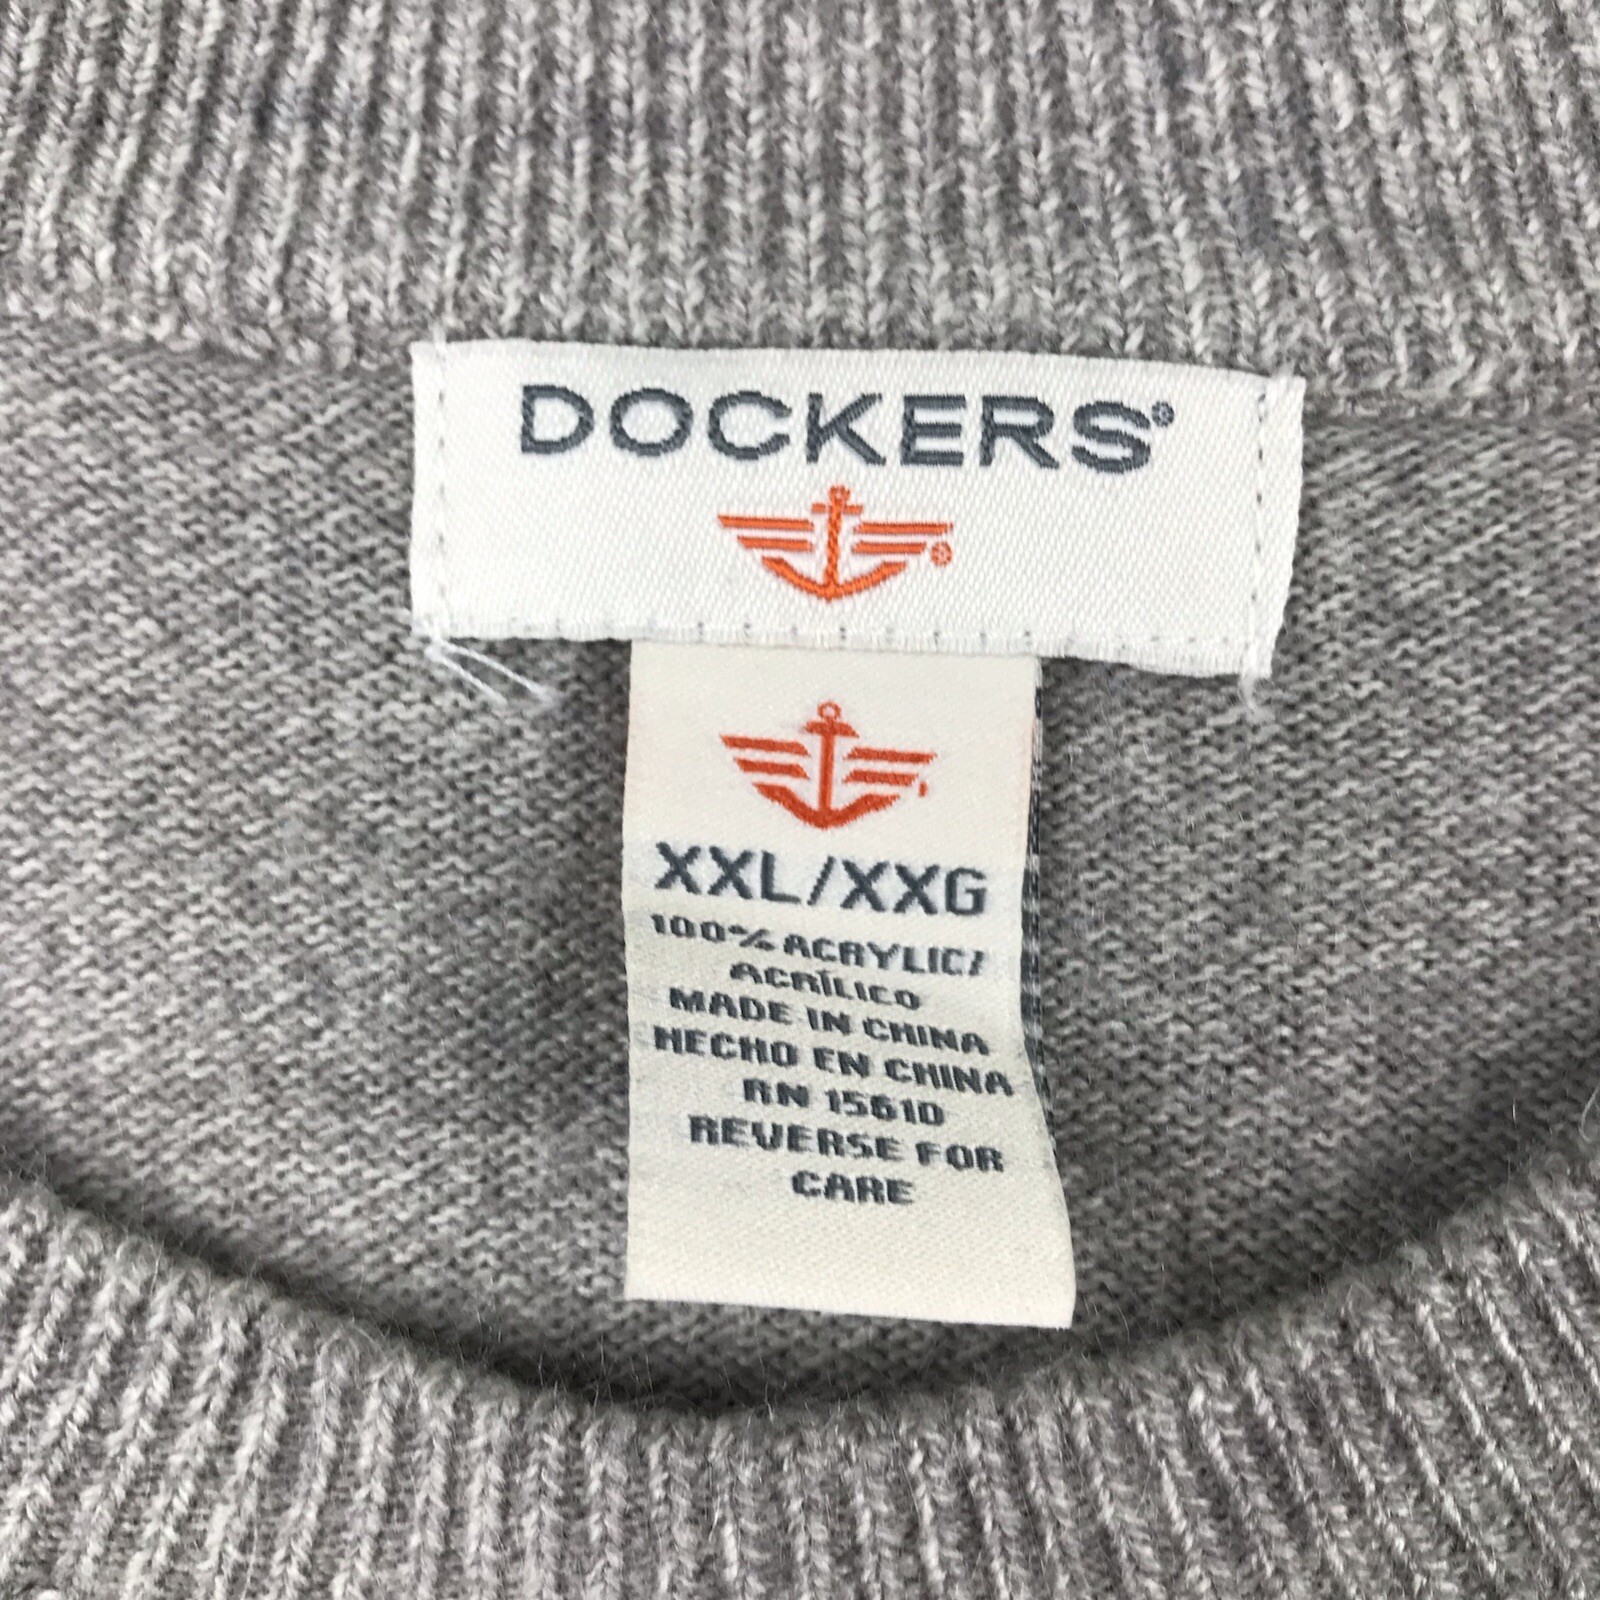 DOCKERS®
XXL/XXG
100% ACRYLIC/
ACRÍLICO
MADE IN CHINA
HECHO EN CHINA
RN 15610
REVERSE FOR
CARE